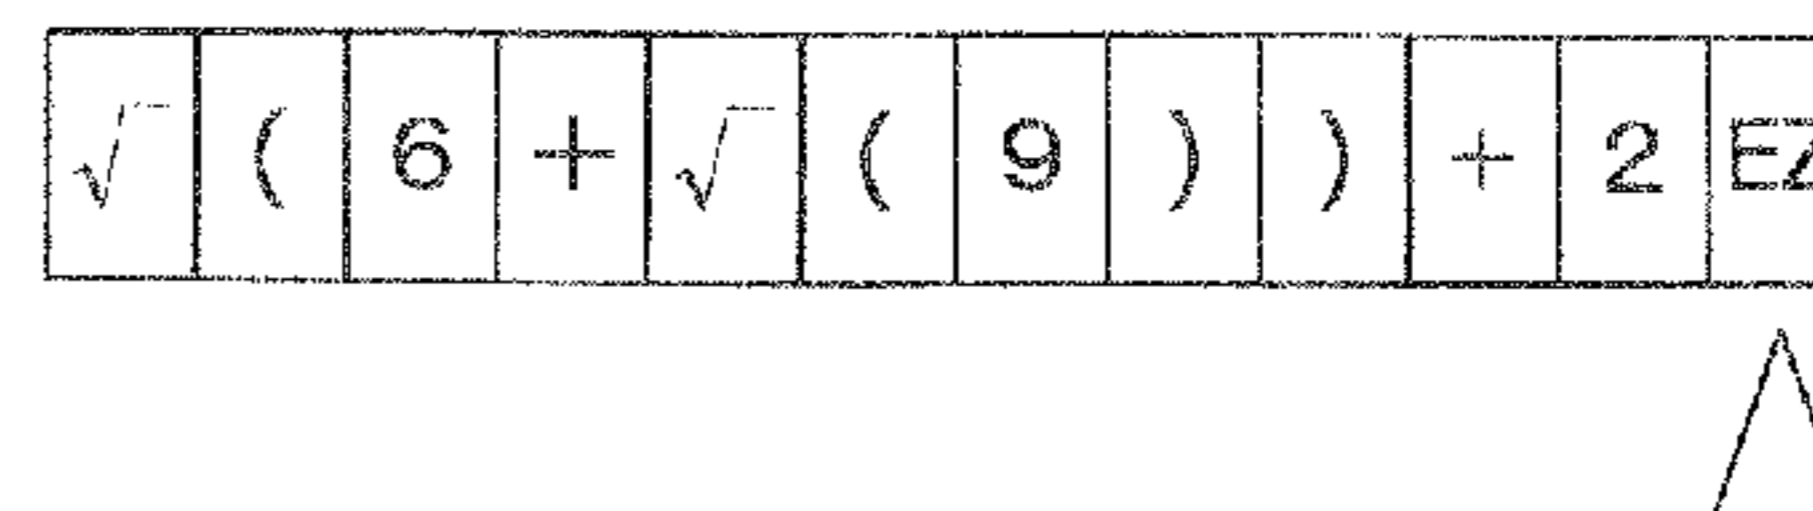 √ ( 6 + √ ( 9 ) ) + 2